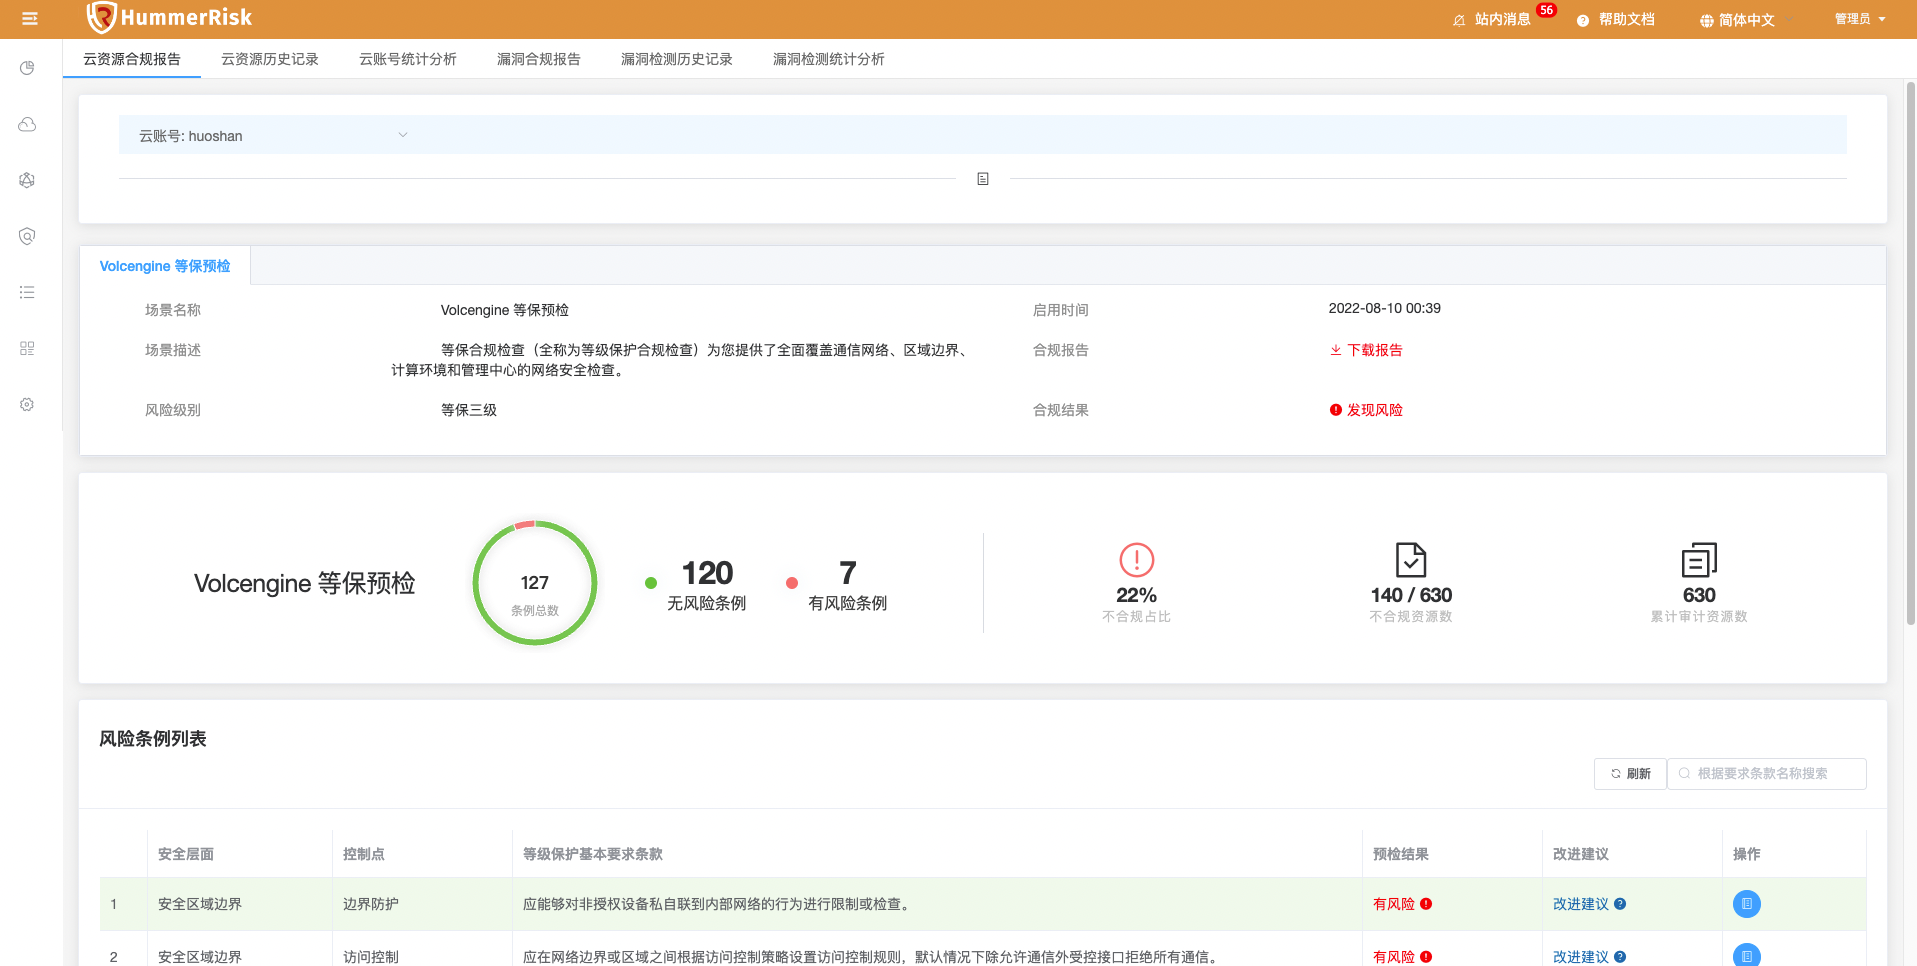 HummerRisk
站内消息 56 帮助文档 简体中文 管理员
云资源合规报告 云资源历史记录 云账号统计分析 漏洞合规报告 漏洞检测历史记录 漏洞检测统计分析
云账号: huoshan
Volcengine 等保预检
场景名称 Volcengine 等保预检 启用时间 2022-08-10 00:39
场景描述 等保合规检查（全称为等级保护合规检查）为您提供了全面覆盖通信网络、区域边界、 合规报告 下载报告
计算环境和管理中心的网络安全检查。
风险级别 等保三级 合规结果 发现风险
Volcengine 等保预检
127
条例总数
120
无风险条例
7
有风险条例
22%
不合规占比
140 / 630
不合规资源数
630
累计审计资源数
风险条例列表
刷新 根据要求条款名称搜索
安全层面 控制点 等级保护基本要求条款 预检结果 改进建议 操作
1 安全区域边界 边界防护 应能够对非授权设备私自联到内部网络的行为进行限制或检查。 有风险 改进建议
2 安全区域边界 访问控制 应在网络边界或区域之间根据访问控制策略设置访问控制规则，默认情况下除允许通信外受控接口拒绝所有通信。 有风险 改进建议